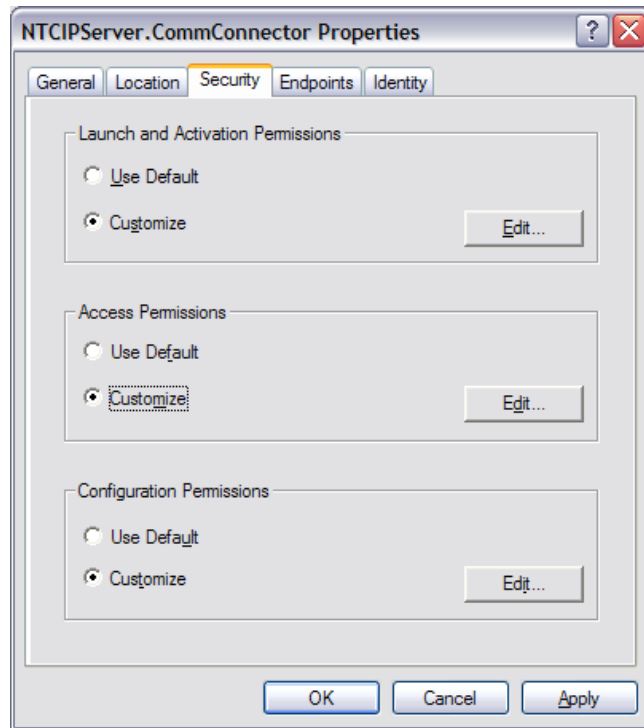 NTCIPServer.CommConnector Properties
General Location Security Endpoints Identity
Launch and Activation Permissions
Use Default
Customize
Edit...
Access Permissions
Use Default
Customize
Edit...
Configuration Permissions
Use Default
Customize
Edit...
OK Cancel Apply